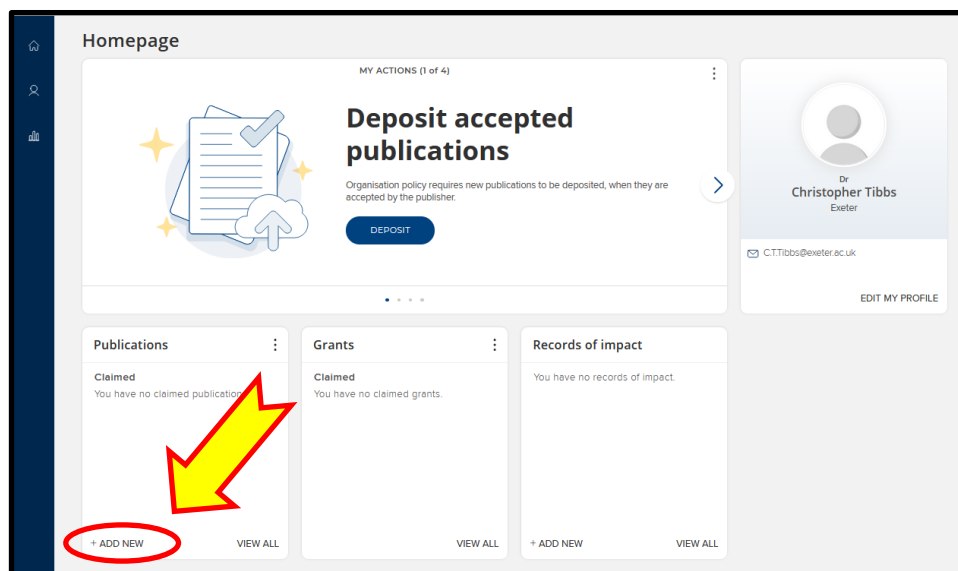 Homepage
MY ACTIONS (1 of 4)
Deposit accepted
publications
Organisation policy requires new publications to be deposited, when they are
accepted by the publisher.
DEPOSIT
Dr
Christopher Tibbs
Exeter
C.T.Tibbs@exeter.ac.uk
EDIT MY PROFILE
Publications
Claimed
You have no claimed publication
+ ADD NEW
VIEW ALL
Grants
Claimed
You have no claimed grants.
VIEW ALL
Records of impact
You have no records of impact.
+ ADD NEW
VIEW ALL